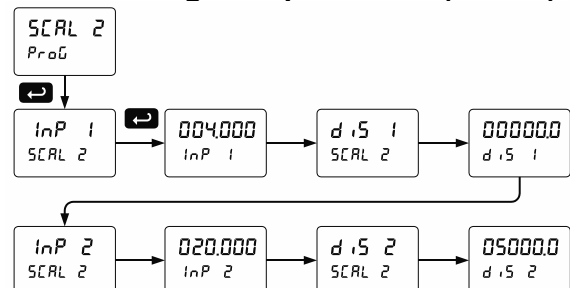 SCAL 2
ProG
InP 1
SCAL 2
004.000
InP 1
diS 1
SCAL 2
00000.0
diS 1
InP 2
SCAL 2
020.000
InP 2
diS 2
SCAL 2
05000.0
diS 2